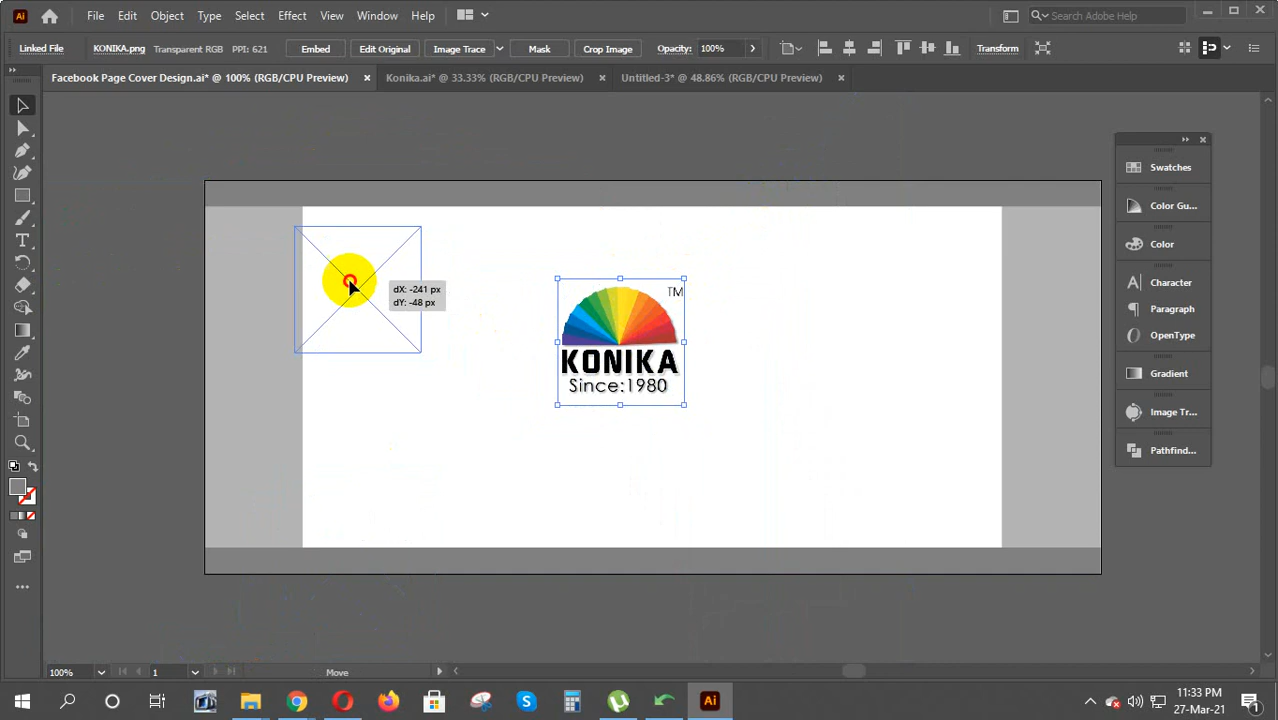 Ai File Edit Object Type Select Effect View Window Help Search Adobe Help
Linked File KONIKA.png Transparent RGB PPI: 621 Embed Edit Original Image Trace Mask Crop Image Opacity: 100% Transform
Facebook Page Cover Design.ai* @ 100% (RGB/CPU Preview) × Konika.ai* @ 33.33% (RGB/CPU Preview) × Untitled-3* @ 48.86% (RGB/CPU Preview) ×
Swatches
Color Gu...
Color
Character
Paragraph
OpenType
Gradient
Image Tr...
Pathfind...
dX: -241 px
dY: -48 px
TM
KONIKA
Since:1980
100% 1 Move
Ai 11:33 PM
27-Mar-21
1